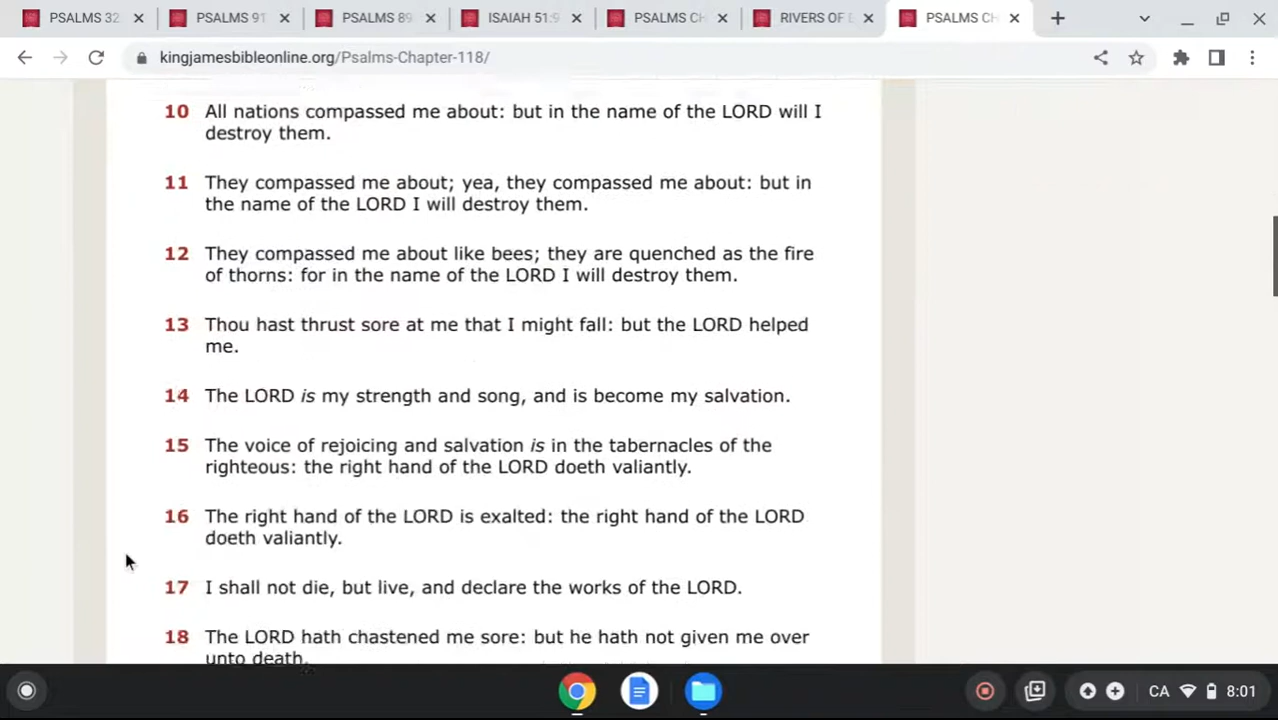 PSALMS 32
PSALMS 91
PSALMS 89
ISAIAH 51:9
PSALMS CH
RIVERS OF
PSALMS CH
kingjamesbibleonline.org/Psalms-Chapter-118/
10 All nations compassed me about: but in the name of the LORD will I
destroy them.
11 They compassed me about; yea, they compassed me about: but in
the name of the LORD I will destroy them.
12 They compassed me about like bees; they are quenched as the fire
of thorns: for in the name of the LORD I will destroy them.
13 Thou hast thrust sore at me that I might fall: but the LORD helped
me.
14 The LORD is my strength and song, and is become my salvation.
15 The voice of rejoicing and salvation is in the tabernacles of the
righteous: the right hand of the LORD doeth valiantly.
16 The right hand of the LORD is exalted: the right hand of the LORD
doeth valiantly.
17 I shall not die, but live, and declare the works of the LORD.
18 The LORD hath chastened me sore: but he hath not given me over
unto death.
CA 8:01